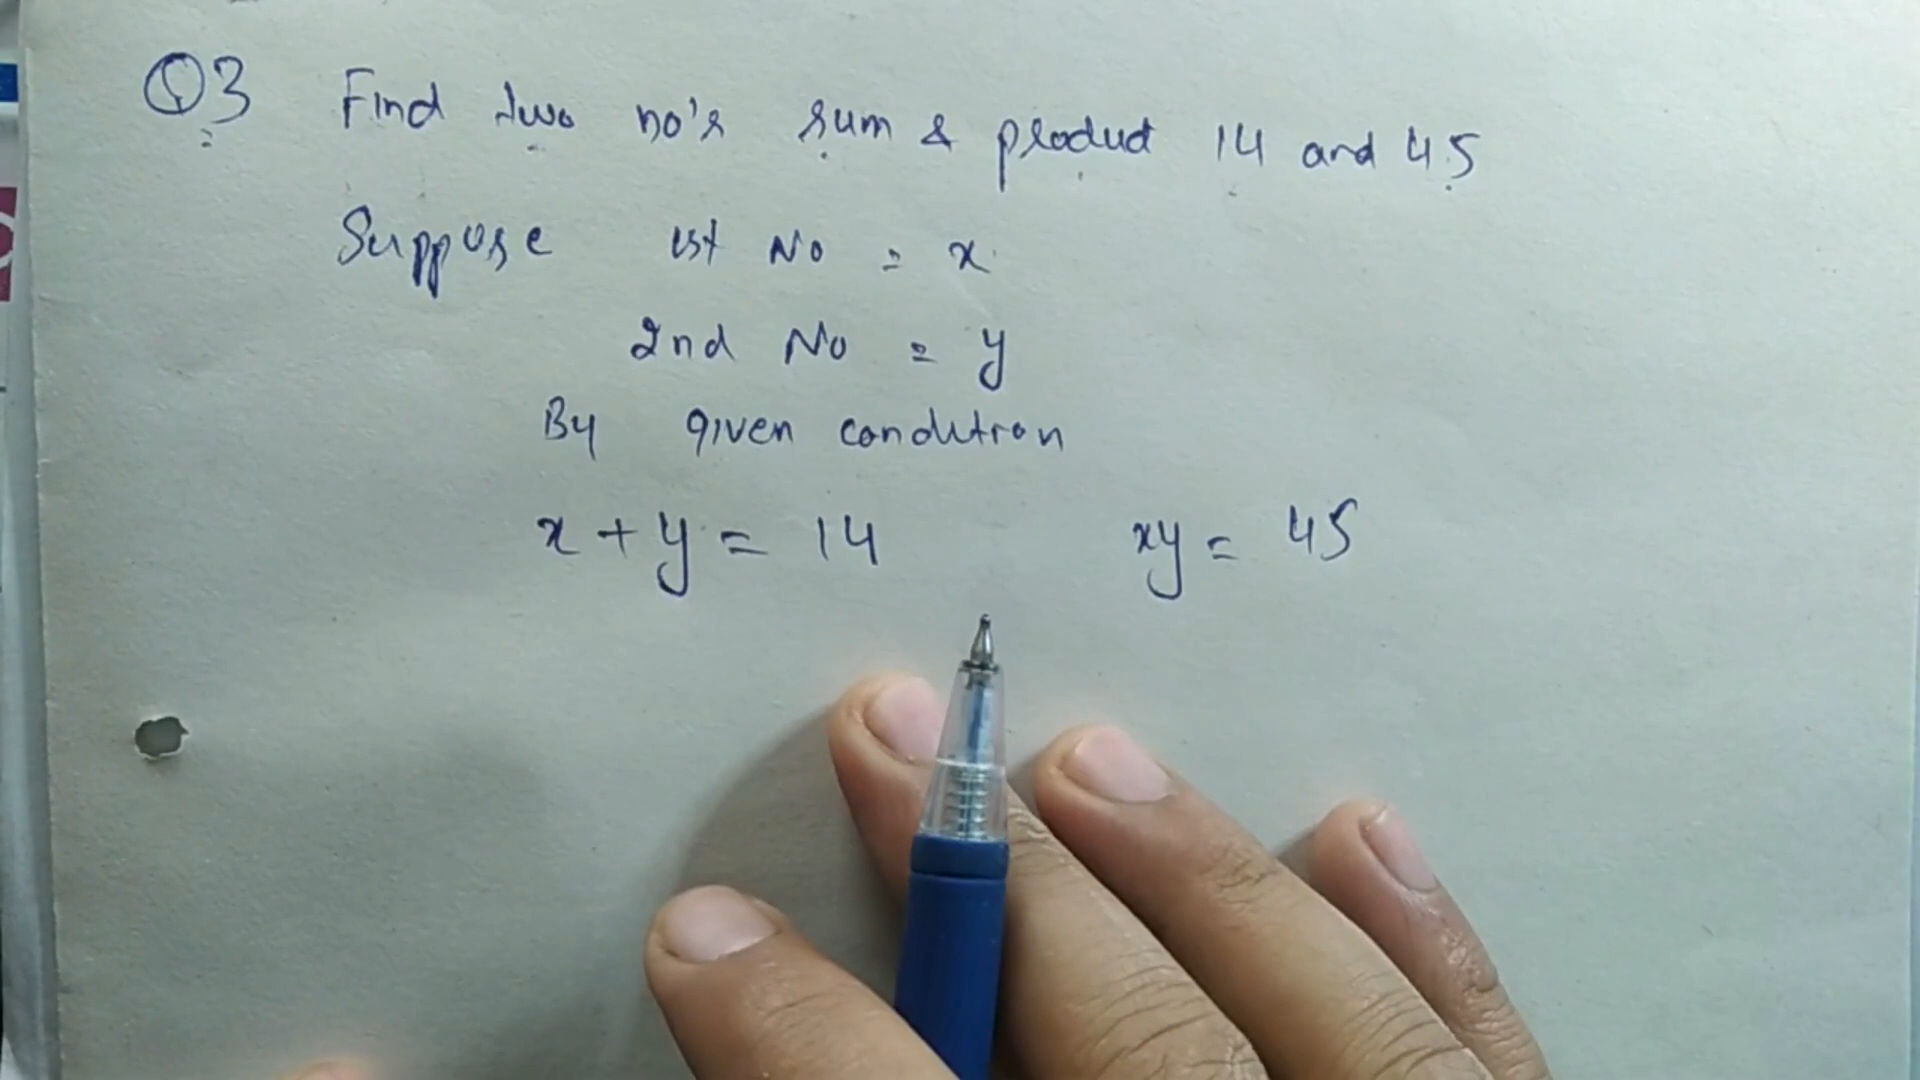 Q3 Find two no's sum & product 14 and 45
Suppose 1st No = x
2nd No = y
By given condition
x + y = 14 xy = 45